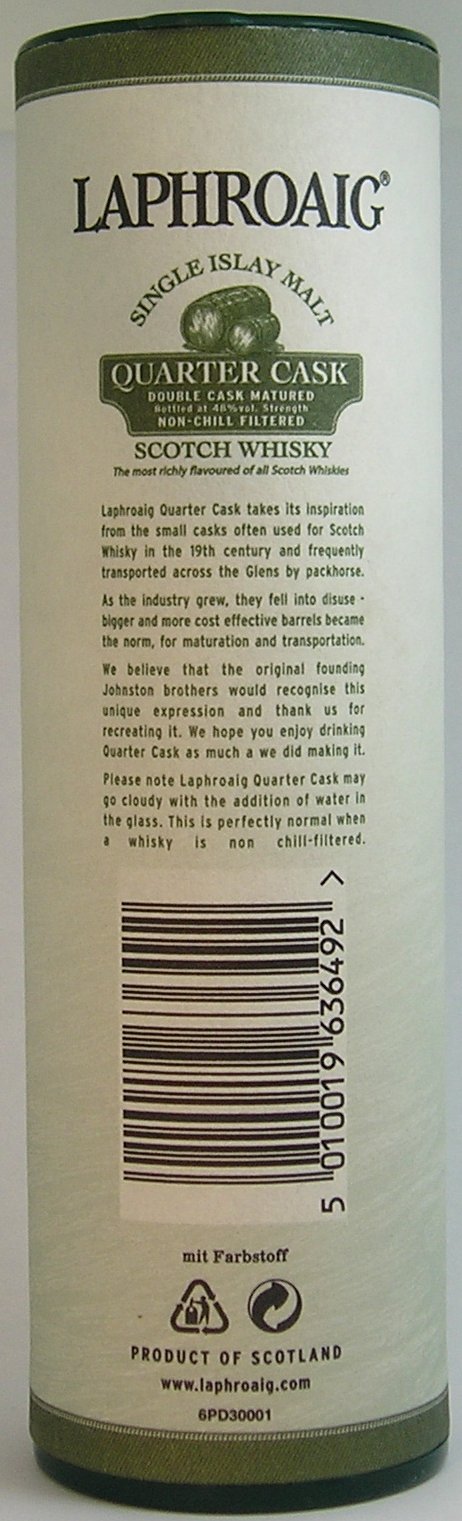 LAPHROAIG®
SINGLE ISLAY MALT
QUARTER CASK
DOUBLE CASK MATURED
Bottled at 48%vol. Strength
NON-CHILL FILTERED
SCOTCH WHISKY
The most richly flavoured of all Scotch Whiskies
Laphroaig Quarter Cask takes its inspiration
from the small casks often used for Scotch
Whisky in the 19th century and frequently
transported across the Glens by packhorse.
As the industry grew, they fell into disuse -
bigger and more cost effective barrels became
the norm, for maturation and transportation.
We believe that the original founding
Johnston brothers would recognise this
unique expression and thank us for
recreating it. We hope you enjoy drinking
Quarter Cask as much a we did making it.
Please note Laphroaig Quarter Cask may
go cloudy with the addition of water in
the glass. This is perfectly normal when
a whisky is non chill-filtered.
5 010019 636492 >
mit Farbstoff
PRODUCT OF SCOTLAND
www.laphroaig.com
6PD30001